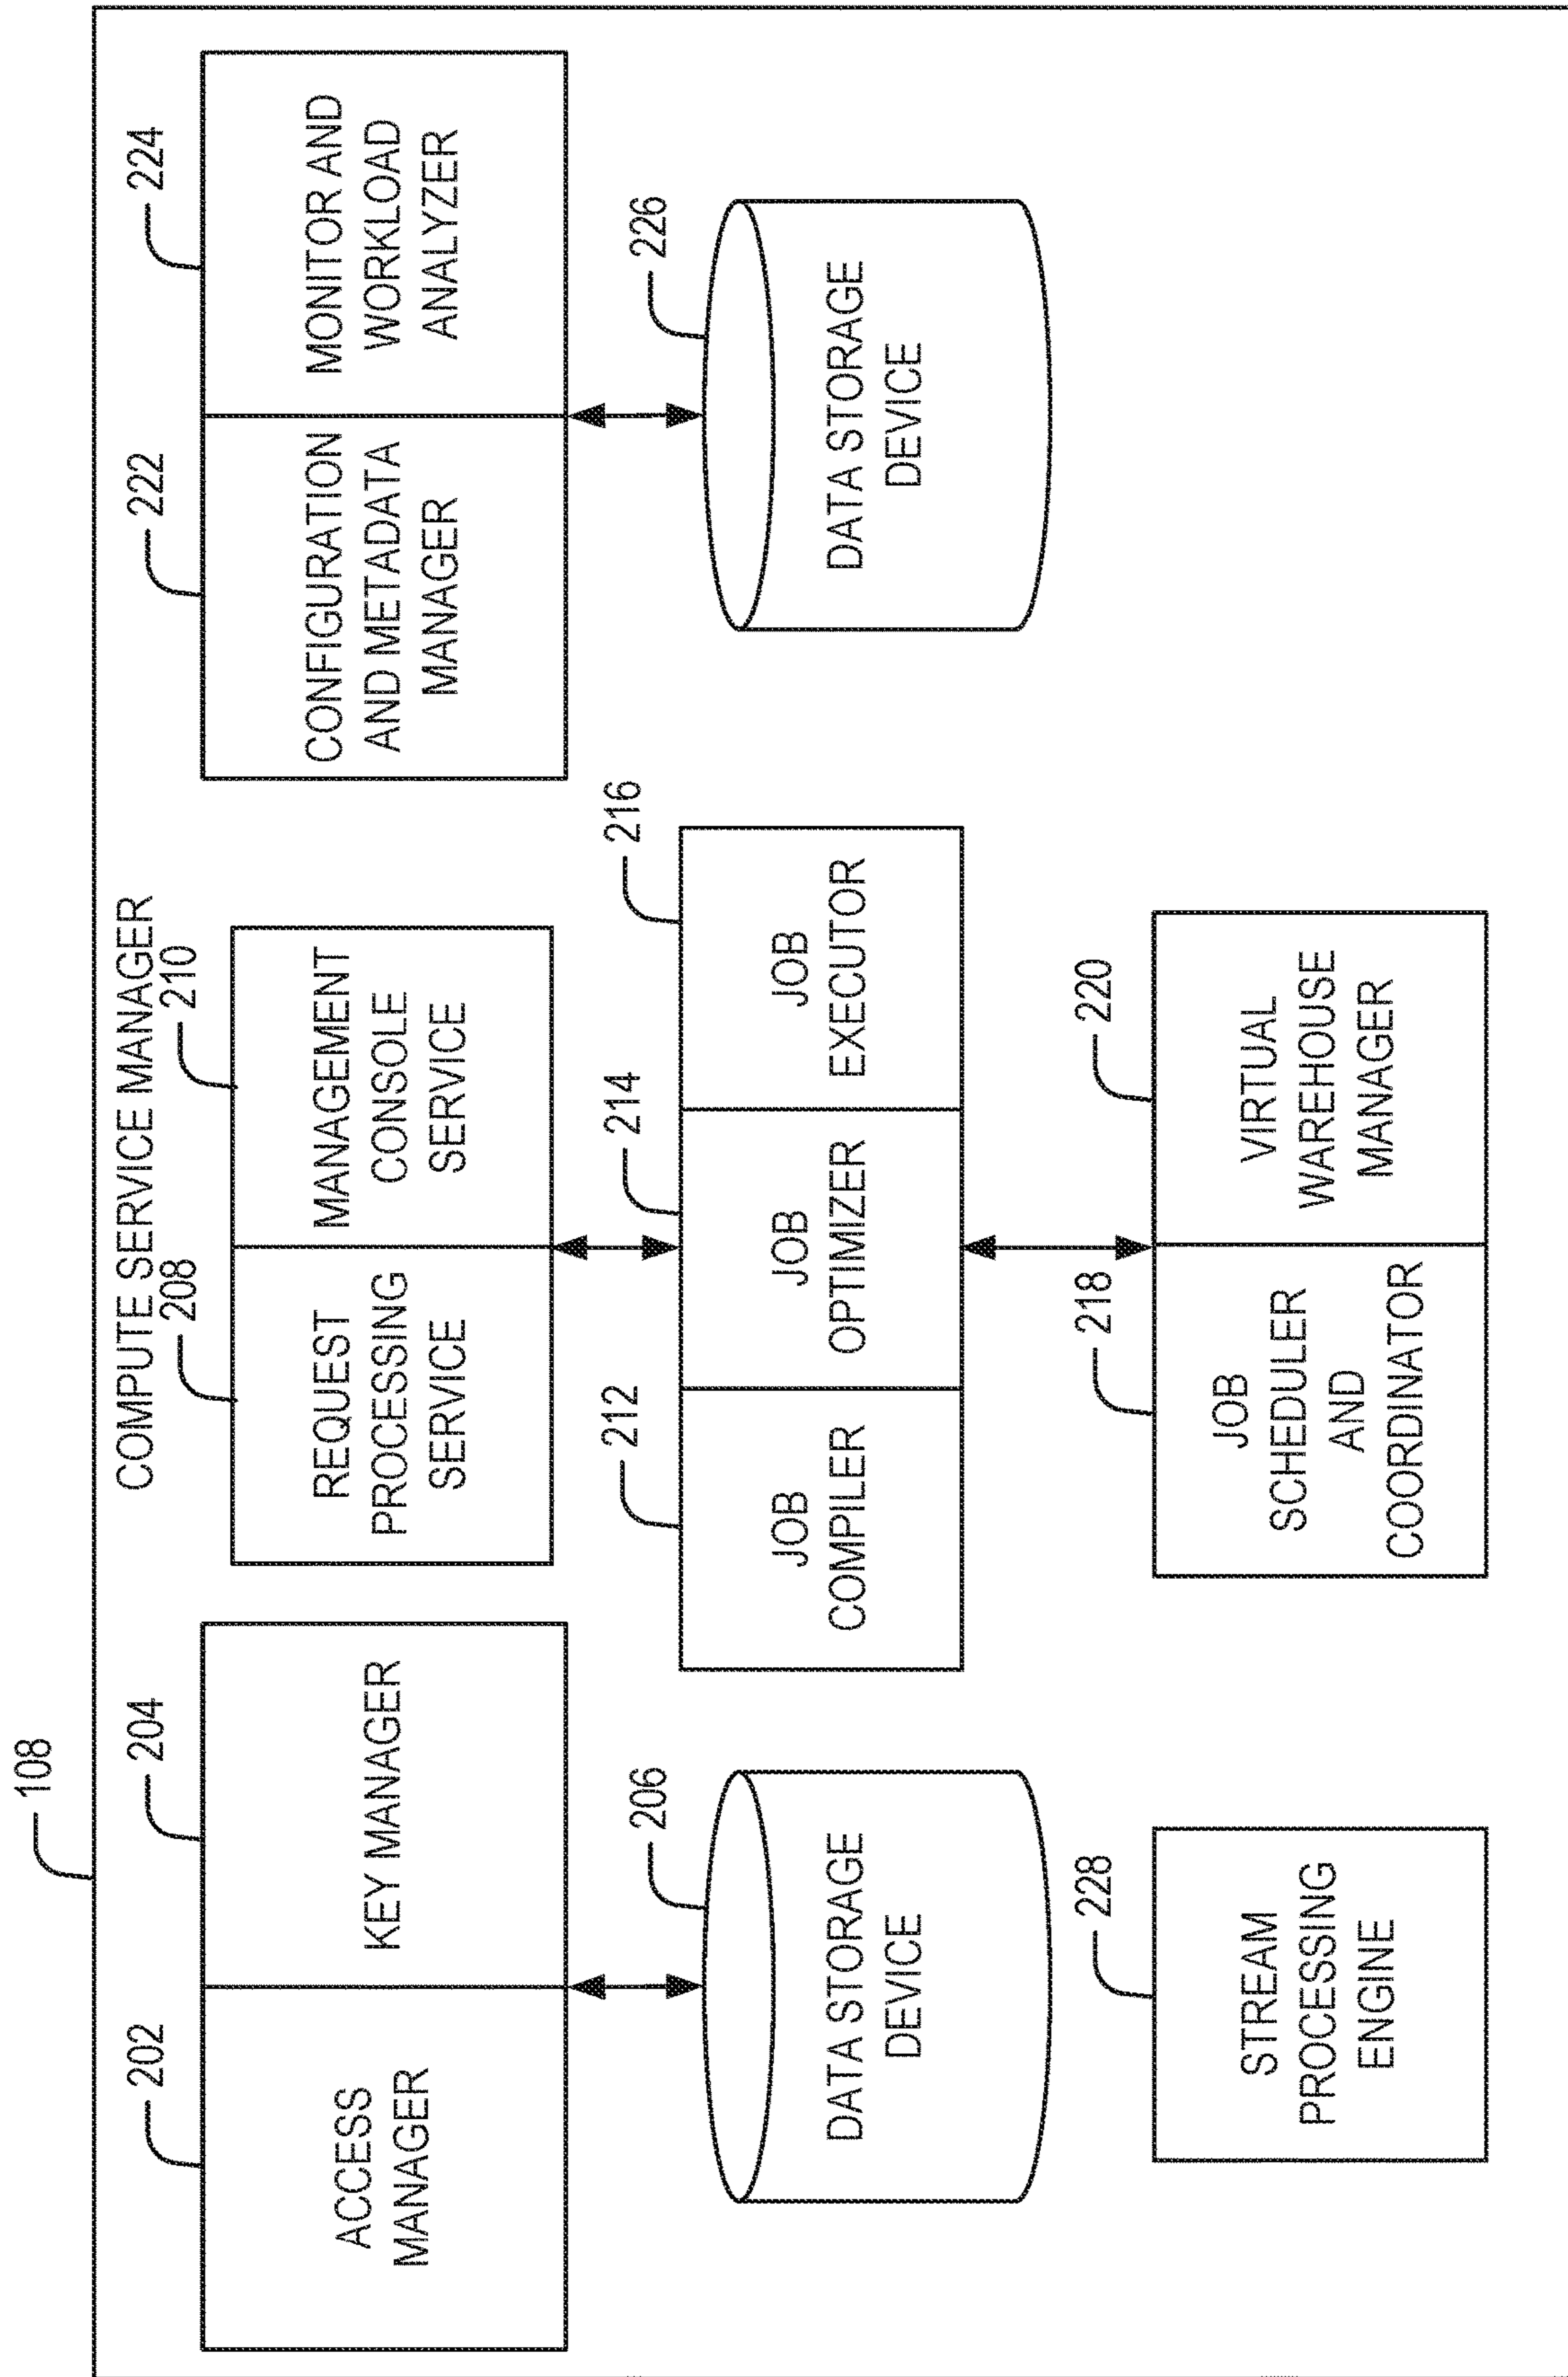 108
COMPUTE SERVICE MANAGER
202
204
ACCESS
MANAGER
KEY MANAGER
206
DATA STORAGE
DEVICE
228
STREAM
PROCESSING
ENGINE
208
210
REQUEST
PROCESSING
SERVICE
MANAGEMENT
CONSOLE
SERVICE
212
214
216
JOB
COMPILER
JOB
OPTIMIZER
JOB
EXECUTOR
218
220
JOB
SCHEDULER
AND
COORDINATOR
VIRTUAL
WAREHOUSE
MANAGER
222
224
CONFIGURATION
AND METADATA
MANAGER
MONITOR AND
WORKLOAD
ANALYZER
226
DATA STORAGE
DEVICE